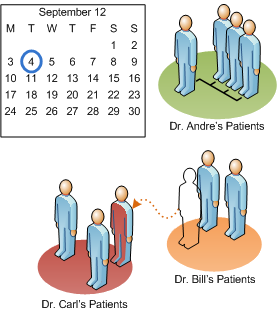 September 12
M T W T F S S
1 2
3 4 5 6 7 8 9
10 11 12 13 14 15 16
17 18 19 20 21 22 23
24 25 26 27 28 29 30
Dr. Andre's Patients
Dr. Bill's Patients
Dr. Carl's Patients